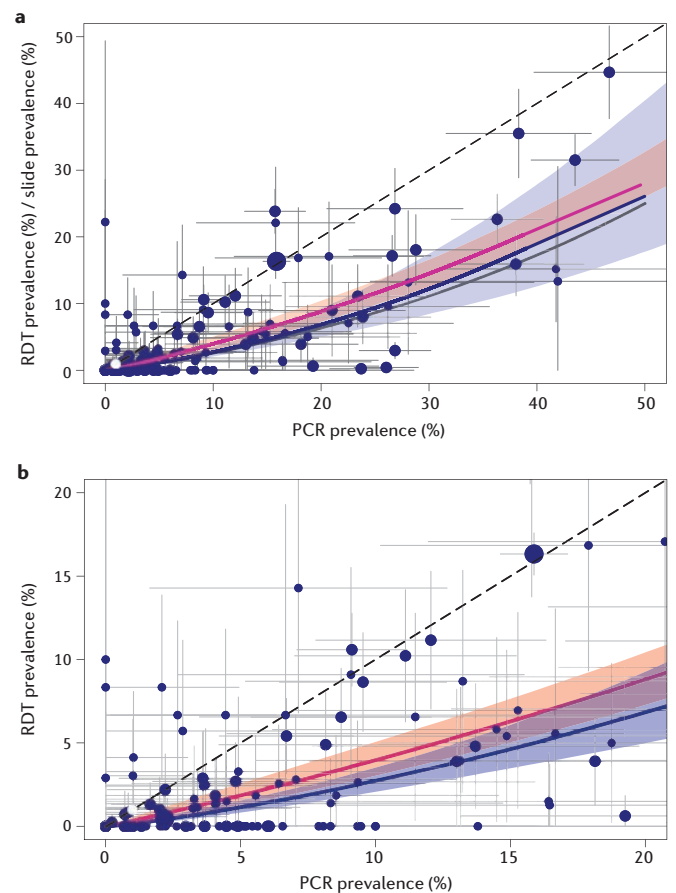 a
RDT prevalence (%) / slide prevalence (%)
50
40
30
20
10
0
0 10 20 30 40 50
PCR prevalence (%)
b
RDT prevalence (%)
20
15
10
5
0
0 5 10 15 20
PCR prevalence (%)